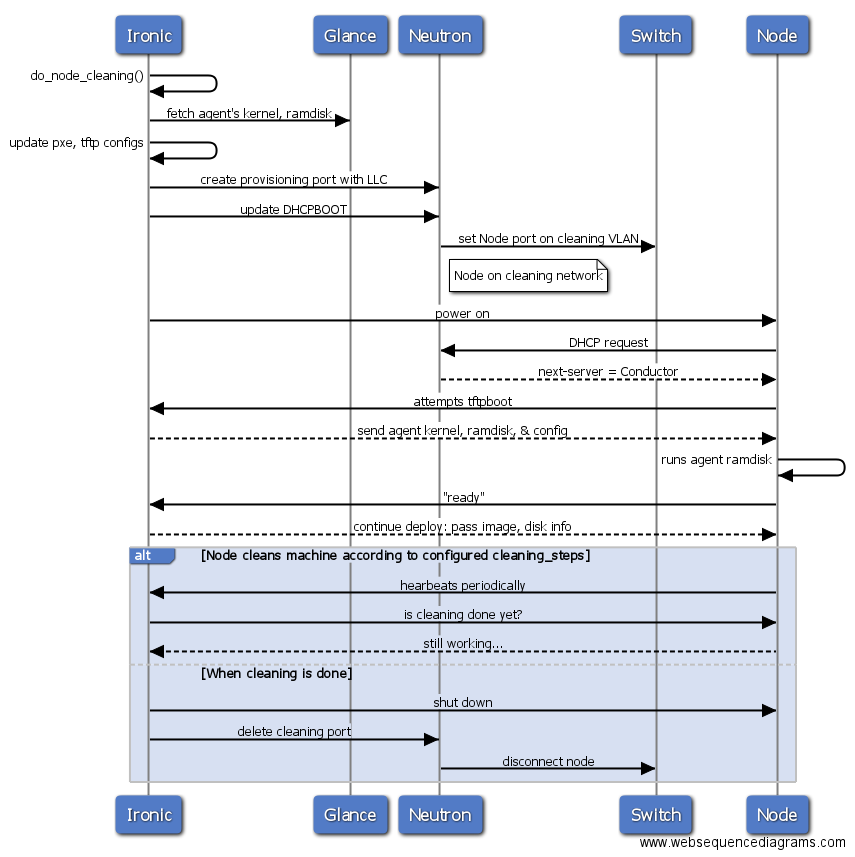 Ironic Glance Neutron Switch Node
do_node_cleaning()
fetch agent's kernel, ramdisk
update pxe, tftp configs
create provisioning port with LLC
update DHCPBOOT
set Node port on cleaning VLAN
Node on cleaning network
power on
DHCP request
next-server = Conductor
attempts tftpboot
send agent kernel, ramdisk, & config
runs agent ramdisk
"ready"
continue deploy: pass image, disk info
alt [Node cleans machine according to configured cleaning_steps]
hearbeats periodically
is cleaning done yet?
still working...
[When cleaning is done]
shut down
delete cleaning port
disconnect node
Ironic Glance Neutron Switch Node
www.websequencediagrams.com